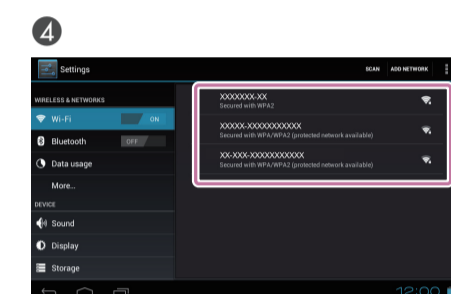 4
Settings
SCAN ADD NETWORK
WIRELESS & NETWORKS
Wi-Fi ON
Bluetooth OFF
Data usage
More...
DEVICE
Sound
Display
Storage
XXXXXXX-XX
Secured with WPA2
XXXXX-XXXXXXXXXXX
Secured with WPA/WPA2 (protected network available)
XX-XXX-XXXXXXXXXXX
Secured with WPA/WPA2 (protected network available)
12:00